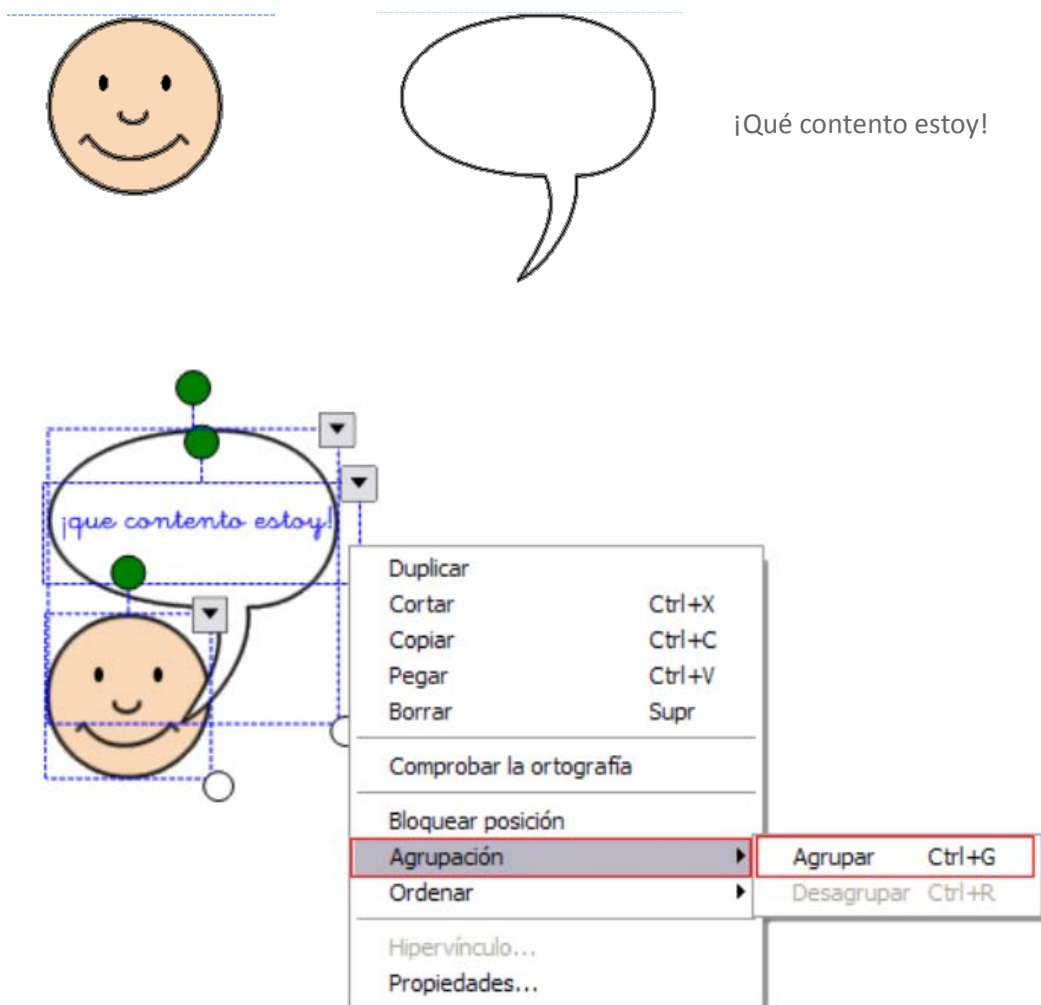 ¡Qué contento estoy!
¡que contento estoy!
Duplicar
Cortar Ctrl+X
Copiar Ctrl+C
Pegar Ctrl+V
Borrar Supr
Comprobar la ortografía
Bloquear posición
Agrupación
Agrupar Ctrl+G
Ordenar
Desagrupar Ctrl+R
Hipervínculo...
Propiedades...